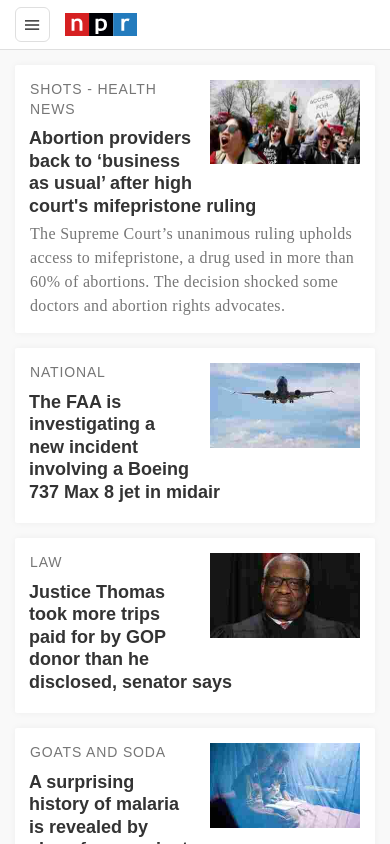 npr
SHOTS - HEALTH
NEWS
Abortion providers
back to ‘business
as usual’ after high
court's mifepristone ruling
The Supreme Court’s unanimous ruling upholds
access to mifepristone, a drug used in more than
60% of abortions. The decision shocked some
doctors and abortion rights advocates.
ACCESS
FOR
ALL
NATIONAL
The FAA is
investigating a
new incident
involving a Boeing
737 Max 8 jet in midair
LAW
Justice Thomas
took more trips
paid for by GOP
donor than he
disclosed, senator says
GOATS AND SODA
A surprising
history of malaria
is revealed by